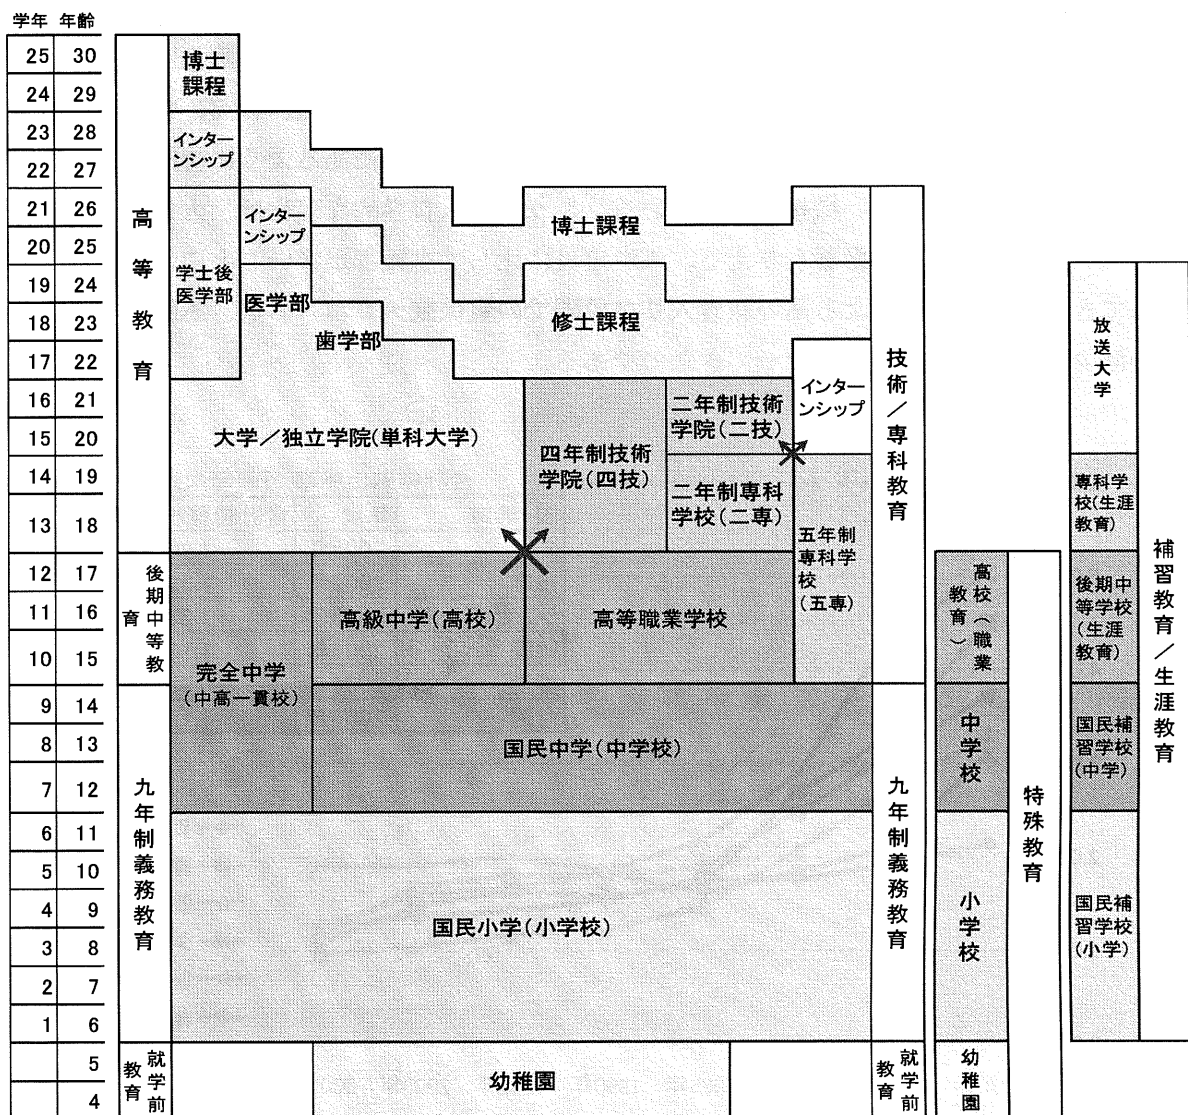 学年 年齢
25 30
24 29
23 28
22 27
21 26
20 25
19 24
18 23
17 22
16 21
15 20
14 19
13 18
12 17
11 16
10 15
9 14
8 13
7 12
6 11
5 10
4 9
3 8
2 7
1 6
5
4
高等教育
後期中等教
育
九年制義務教育
就学前
教育
博士
課程
インター
ンシップ
学士後
医学部
インター
ンシップ
医学部
歯学部
博士課程
修士課程
大学／独立学院(単科大学)
四年制技術
学院(四技)
二年制技術
学院(二技)
二年制専科
学校(二専)
インター
ンシップ
五年制
専科学
校
(五専)
完全中学
(中高一貫校)
高級中学(高校)
高等職業学校
国民中学(中学校)
国民小学(小学校)
幼稚園
技術／専科教育
九年制義務教育
就学前
教育
高校(職業
教育)
中学校
小学校
幼稚園
特殊教育
放送大学
専科学
校(生涯
教育)
後期中
等学校
(生涯
教育)
国民補
習学校
(中学)
国民補
習学校
(小学)
補習教育／生涯教育